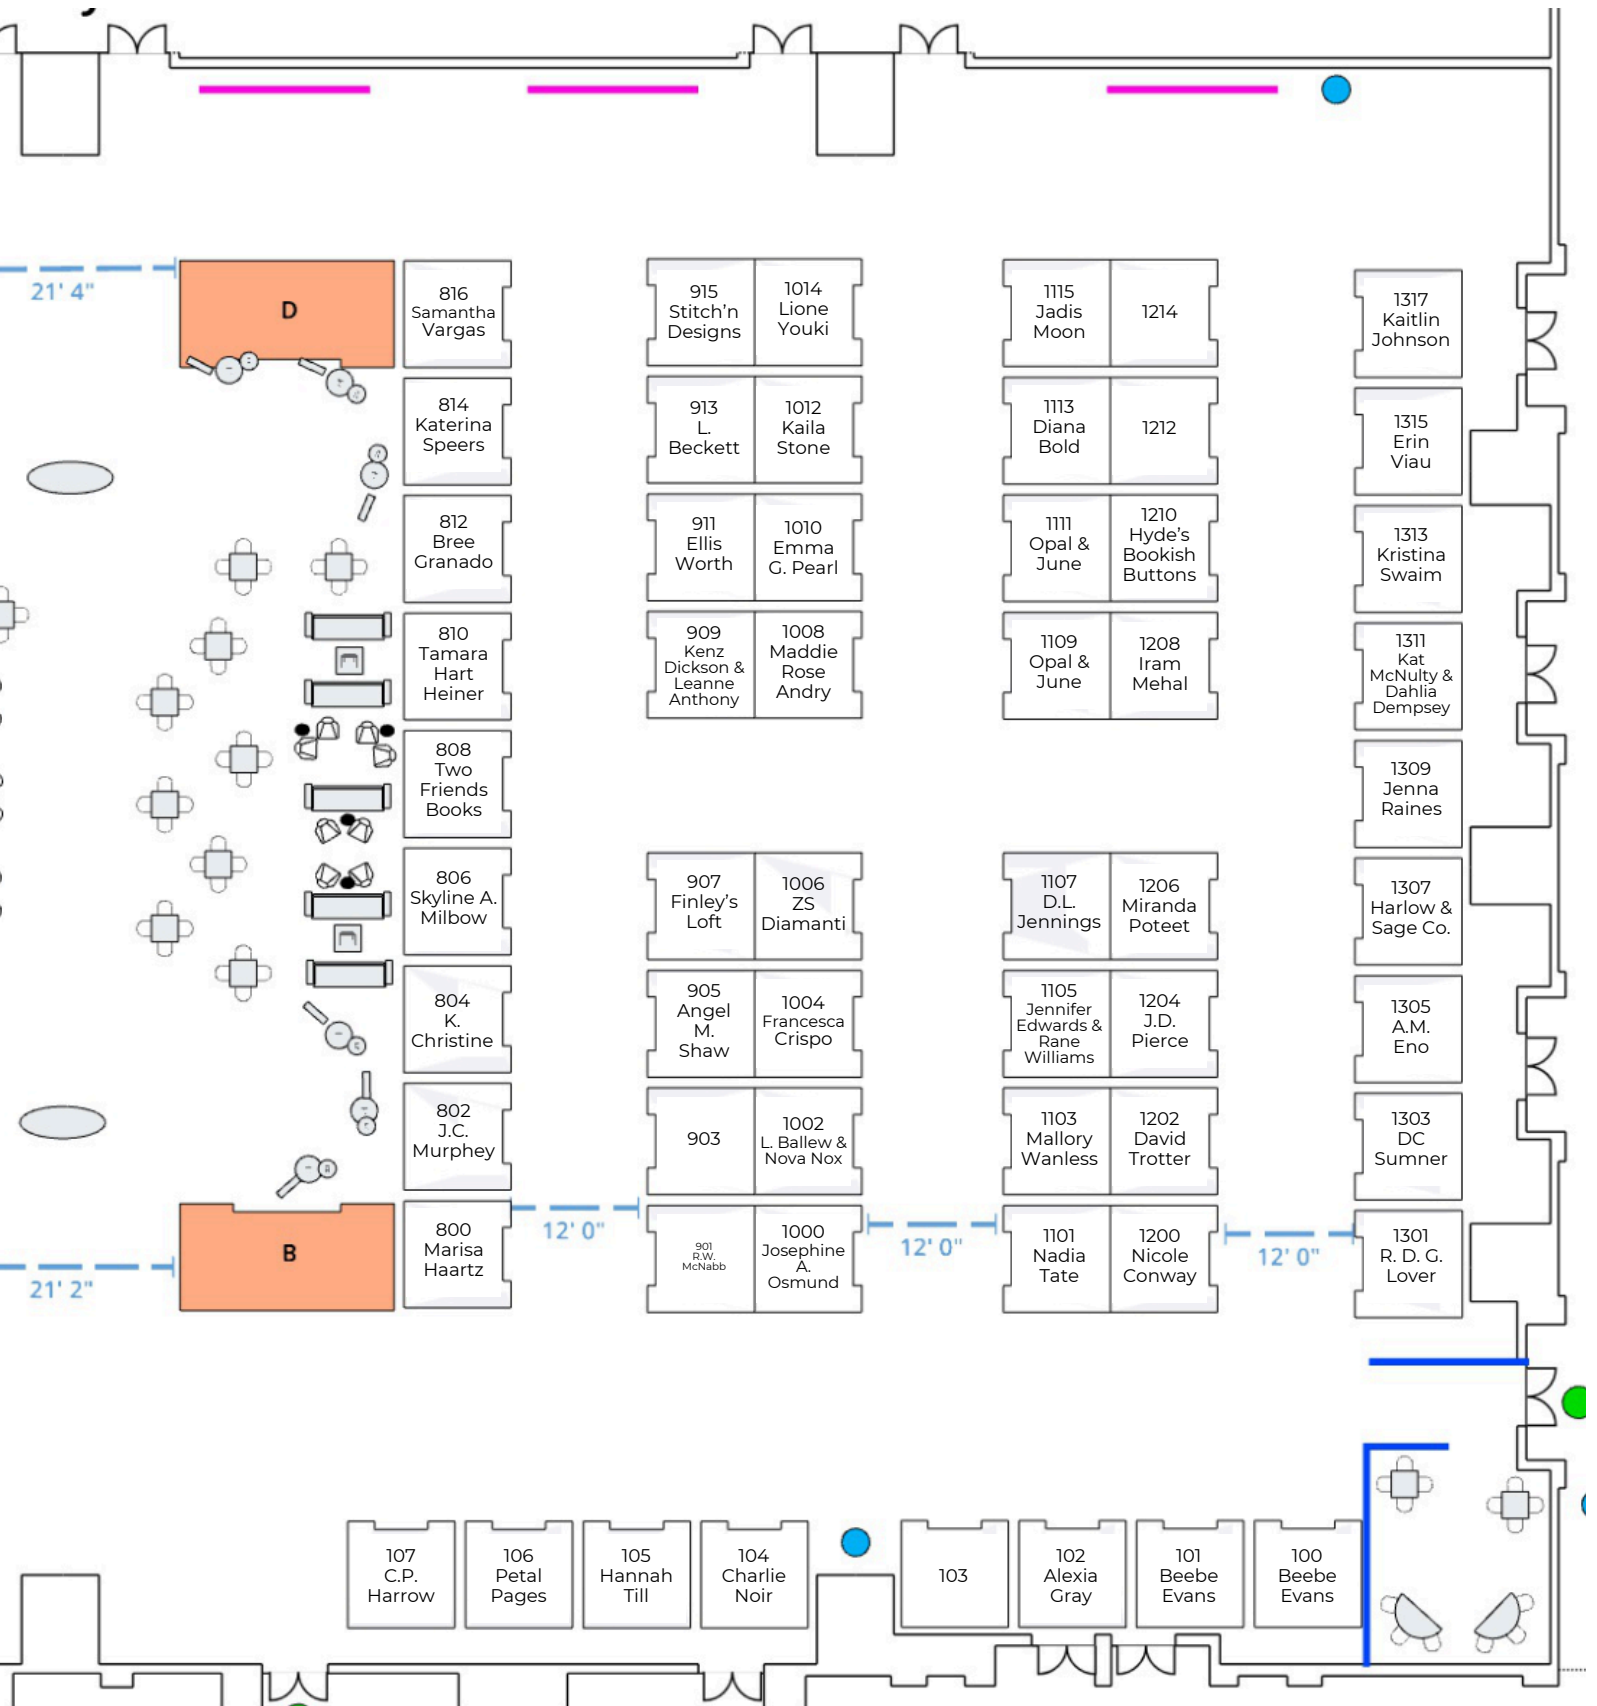 21' 4"
D
816
Samantha
Vargas
915
Stitch'n
Designs
1014
Lione
Youki
1115
Jadis
Moon
1214
1317
Kaitlin
Johnson
814
Katerina
Speers
913
L.
Beckett
1012
Kaila
Stone
1113
Diana
Bold
1212
1315
Erin
Viau
812
Bree
Granado
911
Ellis
Worth
1010
Emma
G. Pearl
1111
Opal &
June
1210
Hyde's
Bookish
Buttons
1313
Kristina
Swaim
810
Tamara
Hart
Heiner
909
Kenz
Dickson &
Leanne
Anthony
1008
Maddie
Rose
Andry
1109
Opal &
June
1208
Iram
Mehal
1311
Kat
McNulty &
Dahlia
Dempsey
808
Two
Friends
Books
1309
Jenna
Raines
806
Skyline A.
Milbow
907
Finley's
Loft
1006
ZS
Diamanti
1107
D.L.
Jennings
1206
Miranda
Poteet
1307
Harlow &
Sage Co.
804
K.
Christine
905
Angel
M.
Shaw
1004
Francesca
Crispo
1105
Jennifer
Edwards &
Rane
Williams
1204
J.D.
Pierce
1305
A.M.
Eno
802
J.C.
Murphey
903
1002
L. Ballew &
Nova Nox
1103
Mallory
Wanless
1202
David
Trotter
1303
DC
Sumner
21' 2"
B
800
Marisa
Haartz
12' 0"
901
R.W.
McNabb
1000
Josephine
A.
Osmund
12' 0"
1101
Nadia
Tate
1200
Nicole
Conway
12' 0"
1301
R. D. G.
Lover
107
C.P.
Harrow
106
Petal
Pages
105
Hannah
Till
104
Charlie
Noir
103
102
Alexia
Gray
101
Beebe
Evans
100
Beebe
Evans